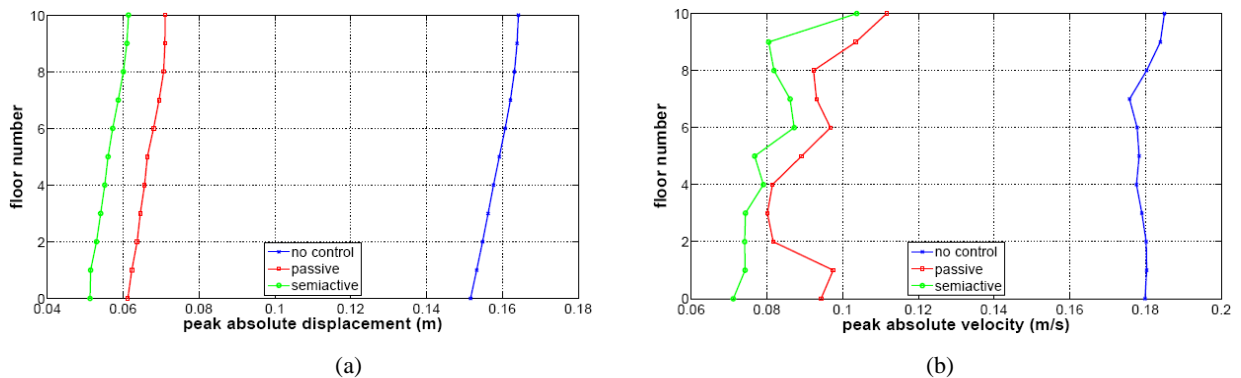 10
8
6
4
2
0
floor number
no control
passive
semiactive
0.04 0.06 0.08 0.1 0.12 0.14 0.16 0.18
peak absolute displacement (m)
(a)
10
8
6
4
2
0
floor number
no control
passive
semiactive
0.06 0.08 0.1 0.12 0.14 0.16 0.18 0.2
peak absolute velocity (m/s)
(b)